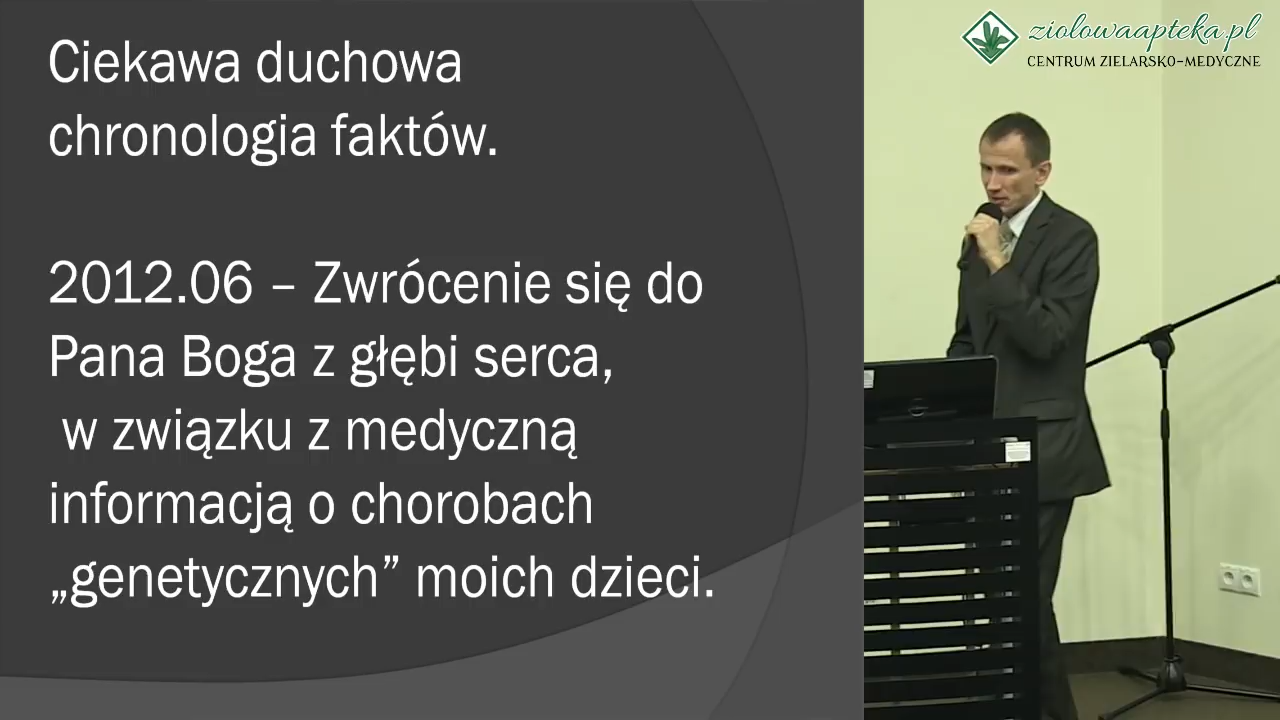 Ciekawa duchowa
chronologia faktów.
2012.06 – Zwrócenie się do
Pana Boga z głębi serca,
w związku z medyczną
informacją o chorobach
„genetycznych” moich dzieci.
ziolowaapteka.pl
CENTRUM ZIELARSKO-MEDYCZNE